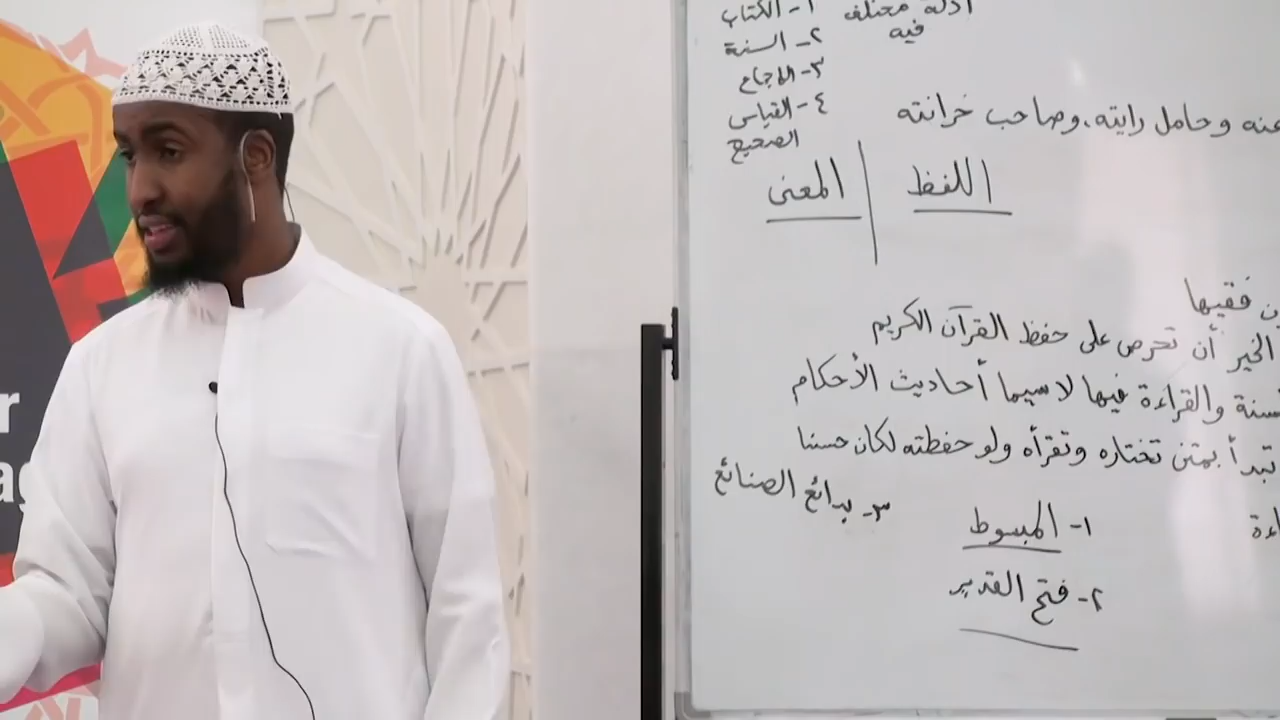 أدلة مختلف فيه
١- الكتاب
٢- السنة
٣- الإجماع
٤- القياس الصحيح
وحامل رايته، وصاحب خزانته
اللفظ | المعنى
فقيها
الخير أن تحرص على حفظ القرآن الكريم
والقراءة فيها لاسيما أحاديث الأحكام
تبدأ بمتن تختاره وتقرأه ولو حفظته لكان حسنا
١- المبسوط
٢- فتح القدير
٣- بدائع الصنائع
r